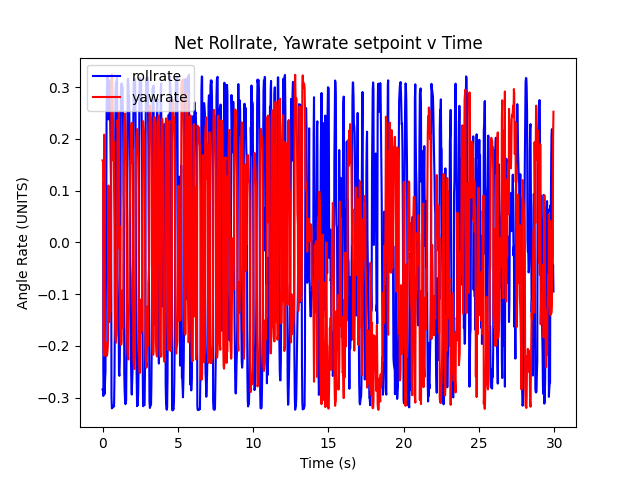 Net Rollrate, Yawrate setpoint v Time
rollrate
yawrate
Angle Rate (UNITS)
0.3
0.2
0.1
0.0
−0.1
−0.2
−0.3
0 5 10 15 20 25 30
Time (s)